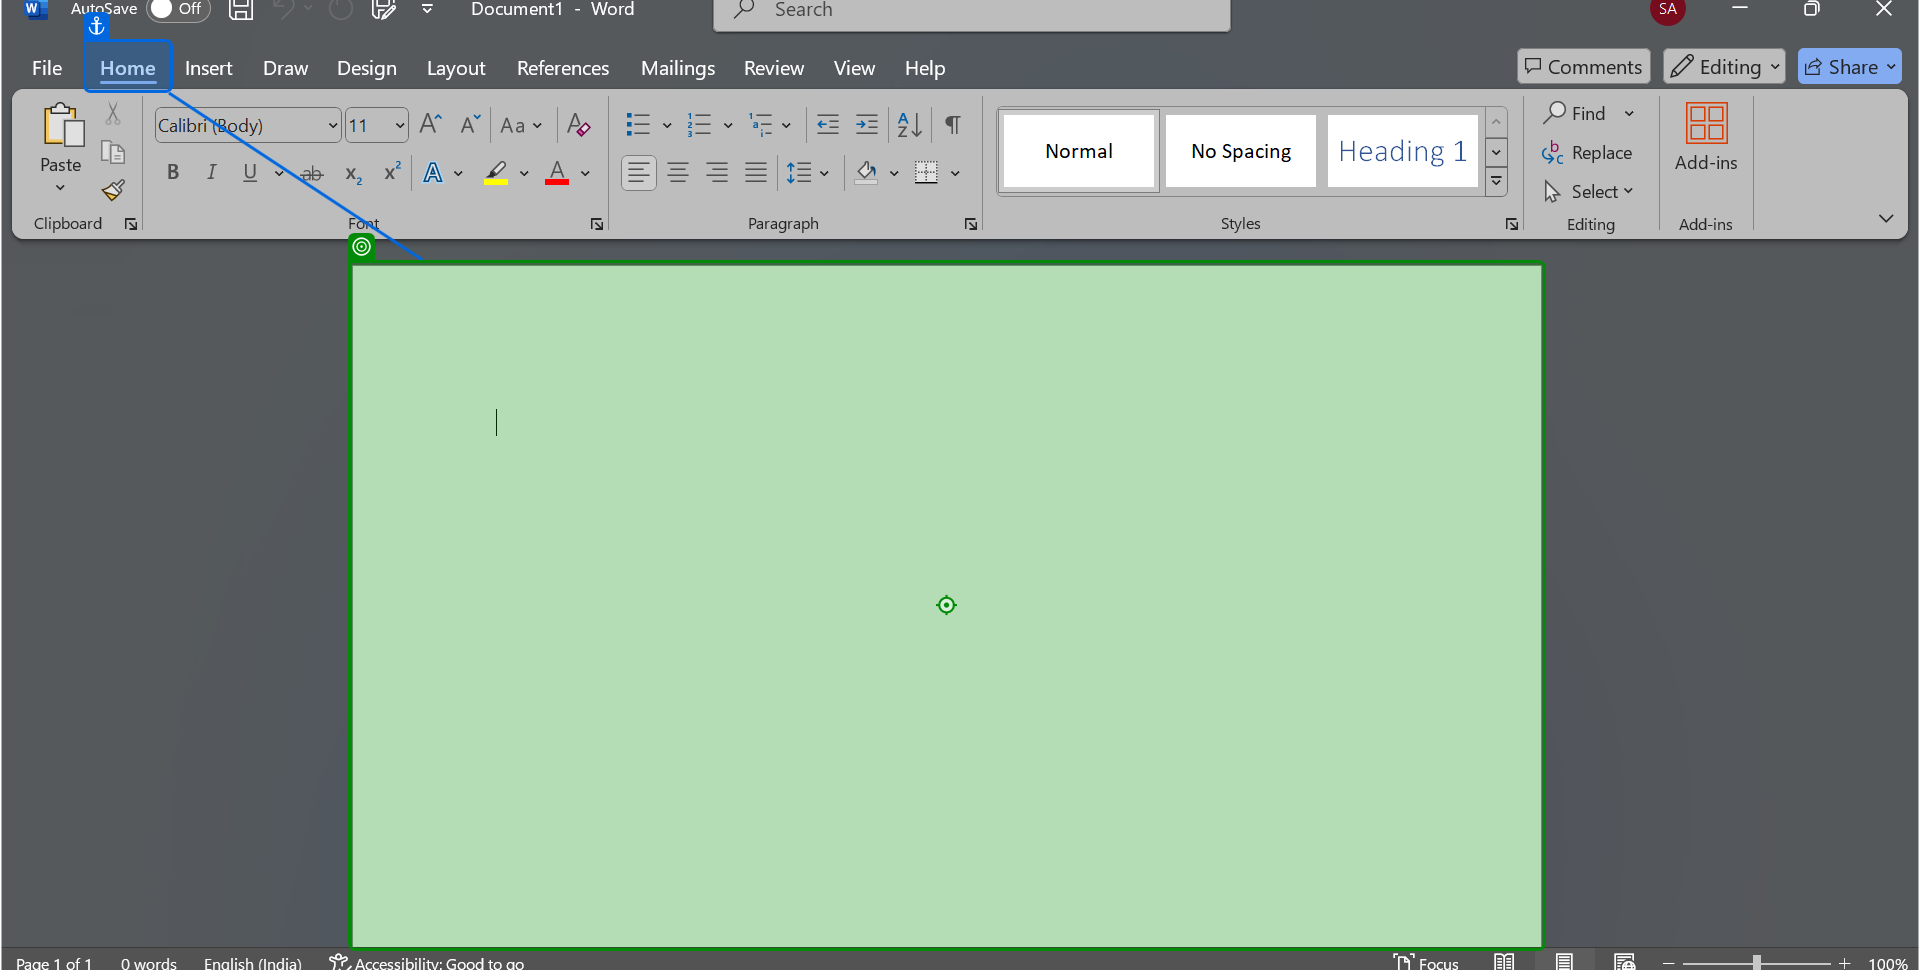 AutoSave Off Document1 - Word Search SA
File Home Insert Draw Design Layout References Mailings Review View Help Comments Editing Share
Calibri (Body) 11 Aa Normal No Spacing Heading 1 Find
Paste Replace Add-ins
B I U ab x2 x2 A A Select
Clipboard Font Paragraph Styles Editing Add-ins
Page 1 of 1 0 words English (India) Accessibility: Good to go Focus 100%